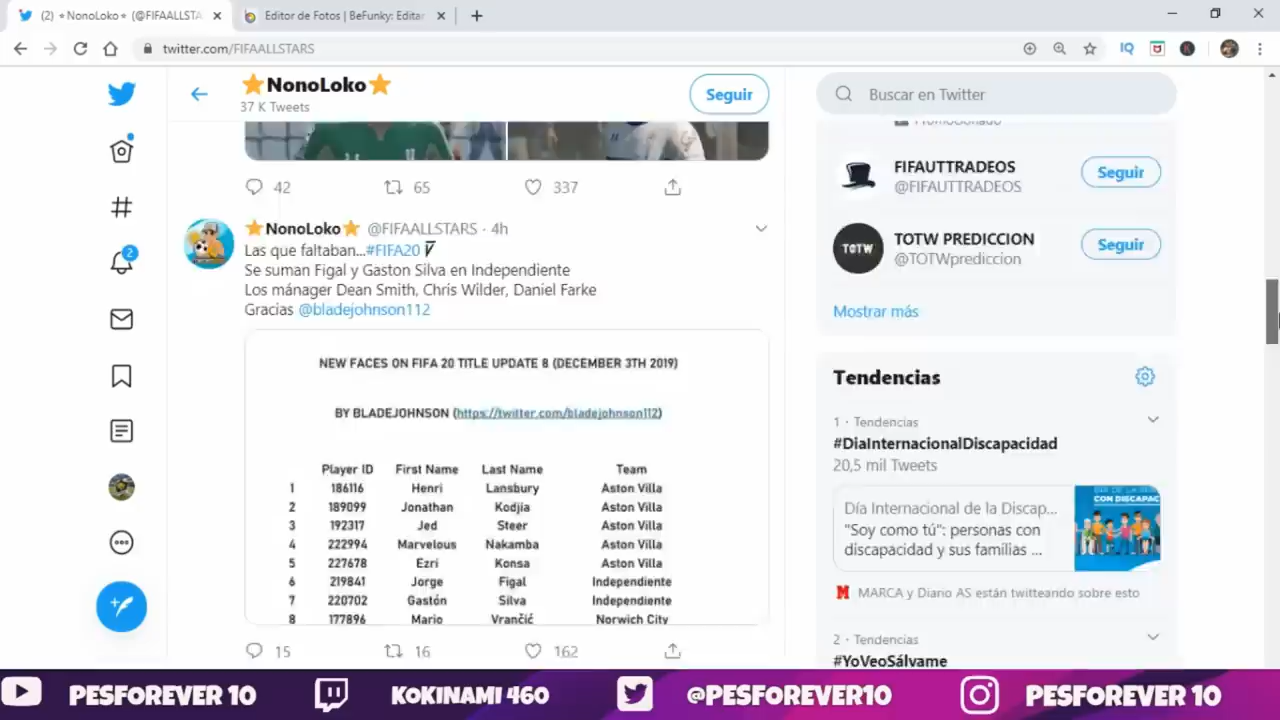 (2) ⭐NonoLoko⭐ (@FIFAALLSTA
Editor de Fotos | BeFunky: Editar
twitter.com/FIFAALLSTARS
IQ
⭐NonoLoko⭐
37 K Tweets
Seguir
Buscar en Twitter
Promocionado
FIFAUTTRADEOS
@FIFAUTTRADEOS
Seguir
42
65
337
⭐NonoLoko⭐ @FIFAALLSTARS · 4h
Las que faltaban...#FIFA20
Se suman Figal y Gaston Silva en Independiente
Los mánager Dean Smith, Chris Wilder, Daniel Farke
Gracias @bladejohnson112
TOTW
TOTW PREDICCION
@TOTWprediccion
Seguir
Mostrar más
NEW FACES ON FIFA 20 TITLE UPDATE 8 (DECEMBER 3TH 2019)
BY BLADEJOHNSON (https://twitter.com/bladejohnson112)
Player ID First Name Last Name Team
1 186116 Henri Lansbury Aston Villa
2 189099 Jonathan Kodjia Aston Villa
3 192317 Jed Steer Aston Villa
4 222994 Marvelous Nakamba Aston Villa
5 227678 Ezri Konsa Aston Villa
6 219841 Jorge Figal Independiente
7 220702 Gastón Silva Independiente
8 177896 Mario Vrančić Norwich City
15
16
162
2
Tendencias
1 · Tendencias
#DiaInternacionalDiscapacidad
20,5 mil Tweets
Día Internacional de la Discap...
"Soy como tú": personas con
discapacidad y sus familias ...
CON DISCAPAC
MARCA y Diario AS están twitteando sobre esto
2 · Tendencias
#YoVeoSálvame
PESFOREVER 10
KOKINAMI 460
@PESFOREVER10
PESFOREVER 10